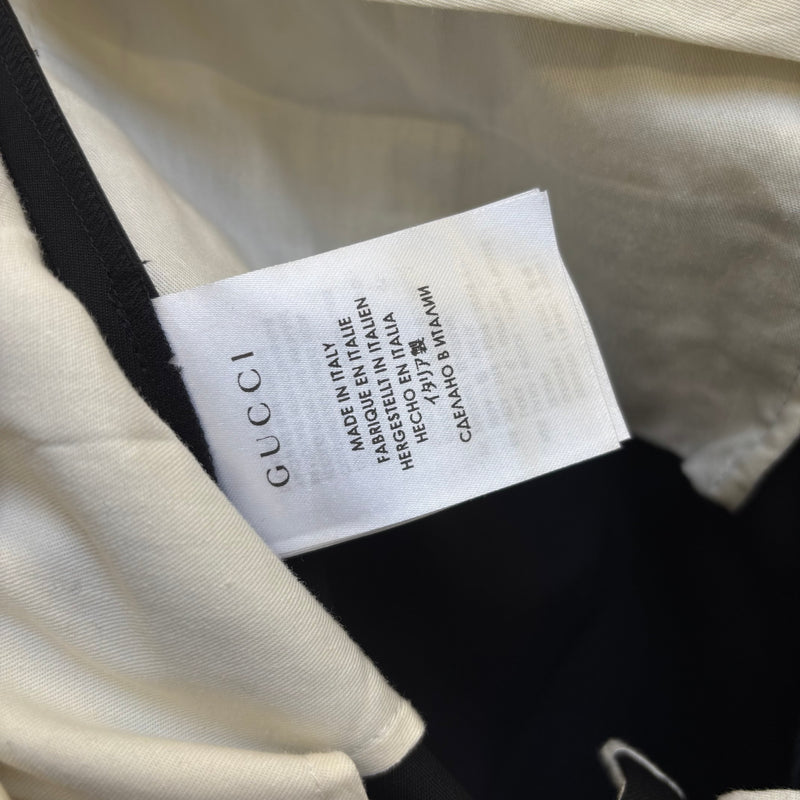 GUCCI
MADE IN ITALY
FABRIQUE EN ITALIE
HERGESTELLT IN ITALIEN
HECHO EN ITALIA
イタリア製
СДЕЛАНО В ИТАЛИИ